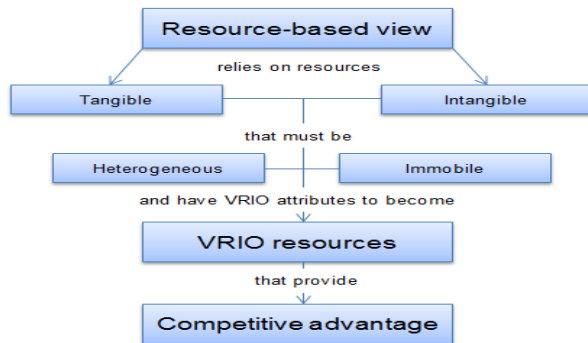 Resource-based view
relies on resources
Tangible
Intangible
that must be
Heterogeneous
Immobile
and have VRIO attributes to become
VRIO resources
that provide
Competitive advantage